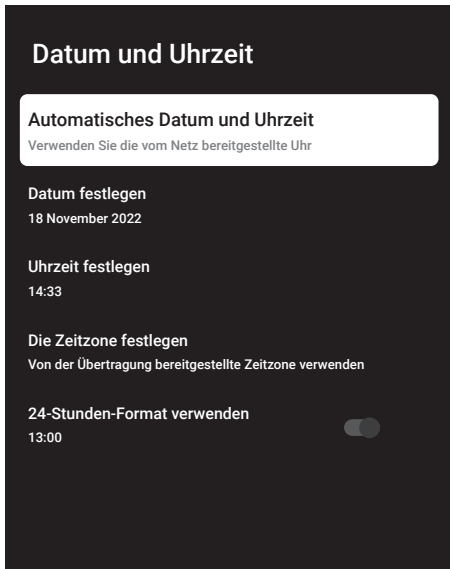 Datum und Uhrzeit
Automatisches Datum und Uhrzeit
Verwenden Sie die vom Netz bereitgestellte Uhr
Datum festlegen
18 November 2022
Uhrzeit festlegen
14:33
Die Zeitzone festlegen
Von der Übertragung bereitgestellte Zeitzone verwenden
24-Stunden-Format verwenden
13:00